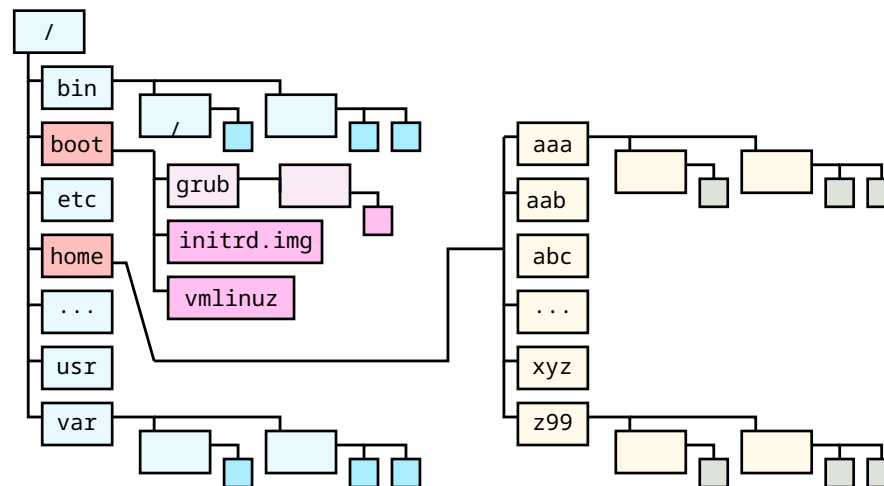 /
bin
/
boot
grub
etc
initrd.img
home
vmlinuz
...
usr
var
aaa
aab
abc
...
xyz
z99